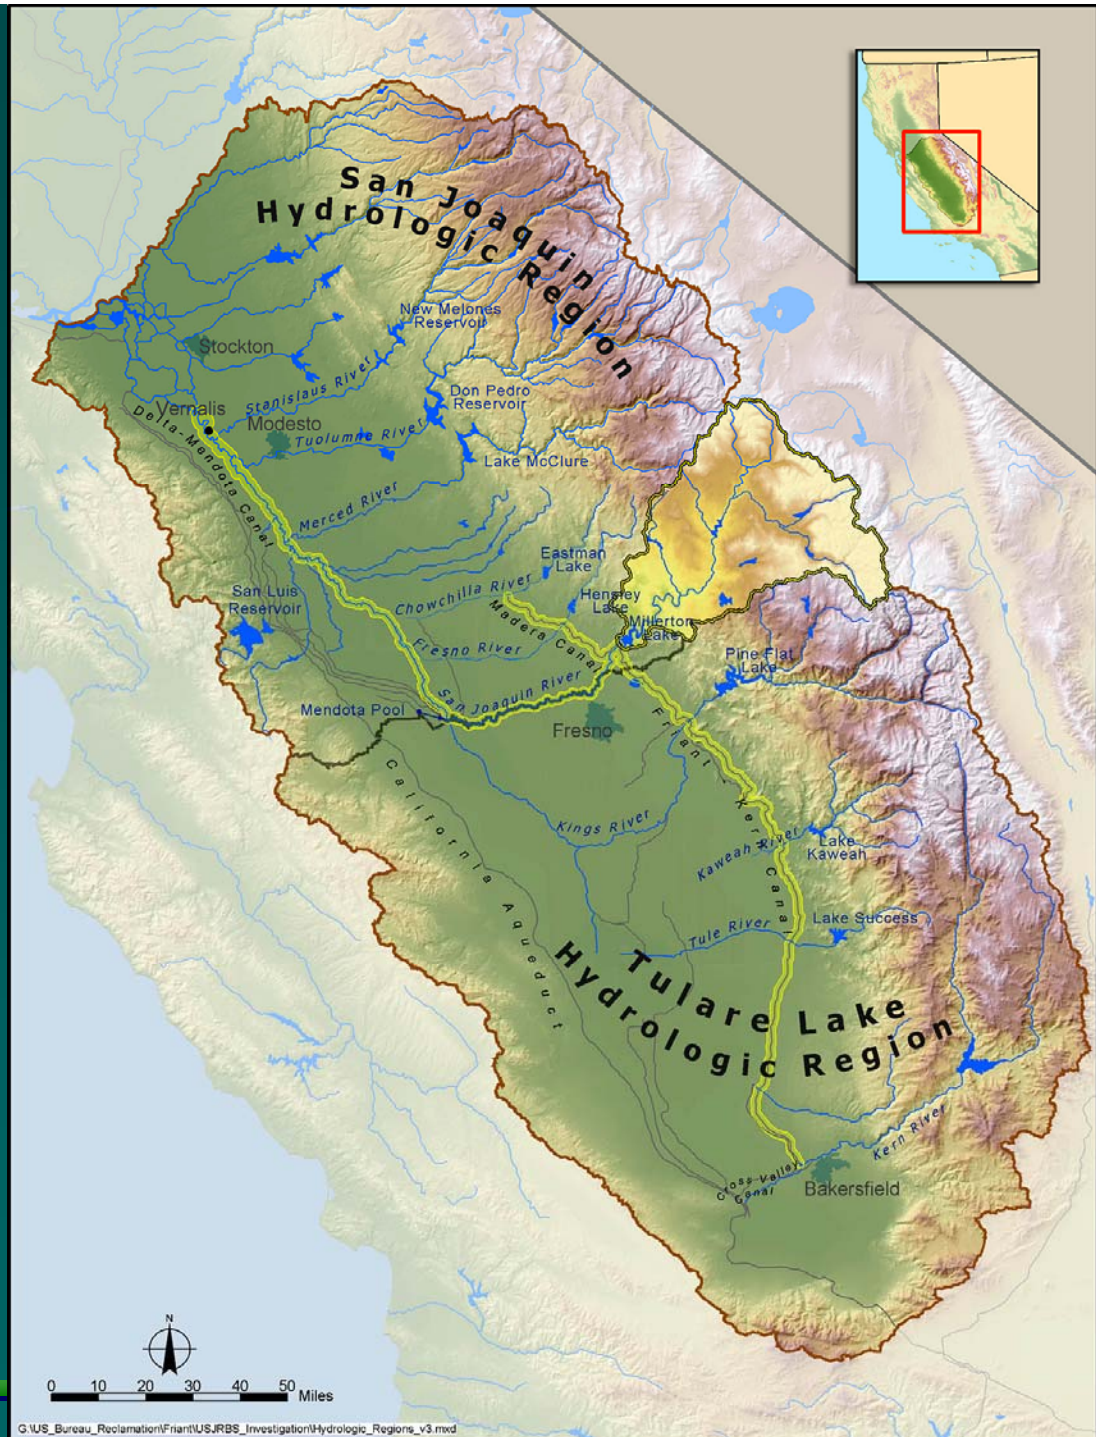 San Joaquin
Hydrologic Region
New Melones
Reservoir
Stockton
Stanislaus River
Don Pedro
Reservoir
Vernalis
Delta-Mendota Canal
Modesto
Tuolumne River
Lake McClure
Merced River
Eastman
Lake
San Luis
Reservoir
Chowchilla River
Hensley
Lake
Madera Canal
Millerton
Lake
Fresno River
Pine Flat
Lake
San Joaquin River
Mendota Pool
Fresno
Friant - Kern Canal
California Aqueduct
Kings River
Kaweah River
Lake
Kaweah
Lake Success
Tule River
Tulare Lake
Hydrologic Region
Kern River
Cross Valley
Canal
Bakersfield
N
0 10 20 30 40 50 Miles
G:\US_Bureau_Reclamation\Friant\USJRBS_Investigation\Hydrologic_Regions_v3.mxd